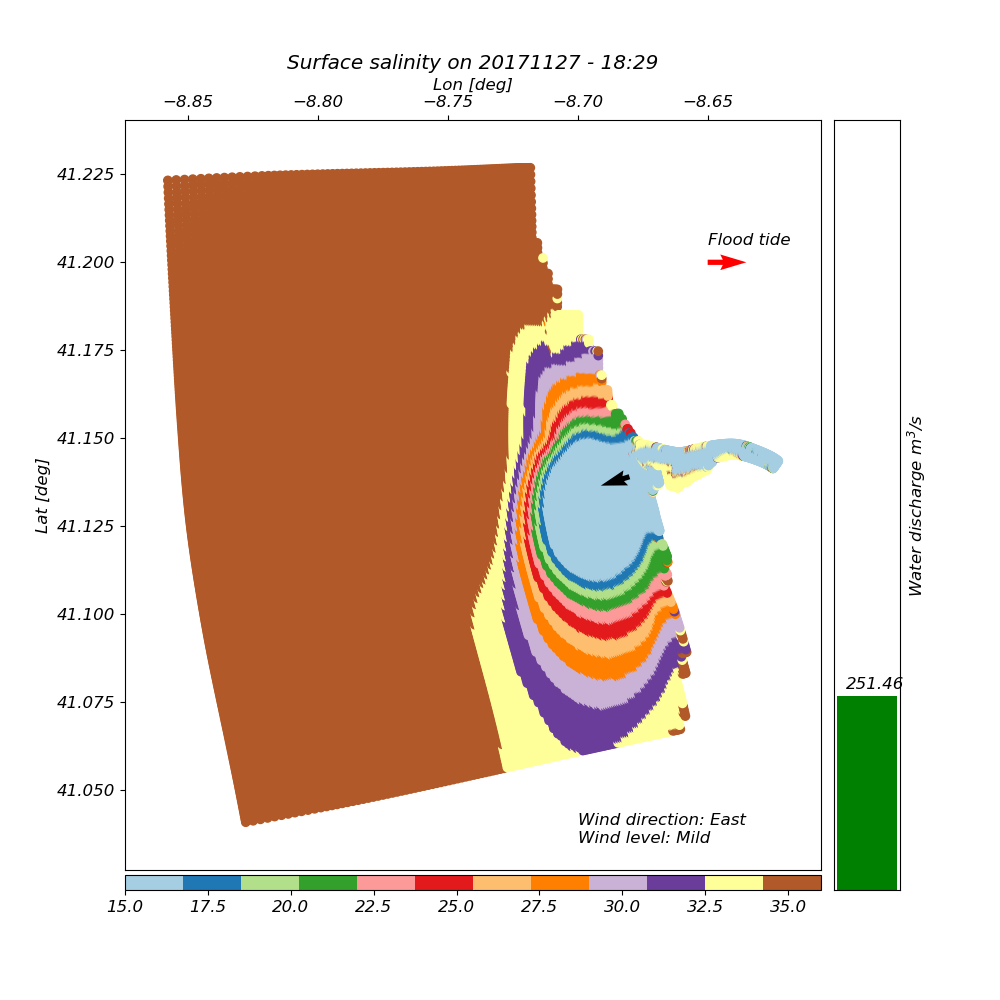 Surface salinity on 20171127 - 18:29
Lon [deg]
−8.85 −8.80 −8.75 −8.70 −8.65
41.225
41.200
41.175
41.150
41.125
41.100
41.075
41.050
Lat [deg]
Flood tide
Wind direction: East
Wind level: Mild
251.46
Water discharge m³/s
15.0 17.5 20.0 22.5 25.0 27.5 30.0 32.5 35.0